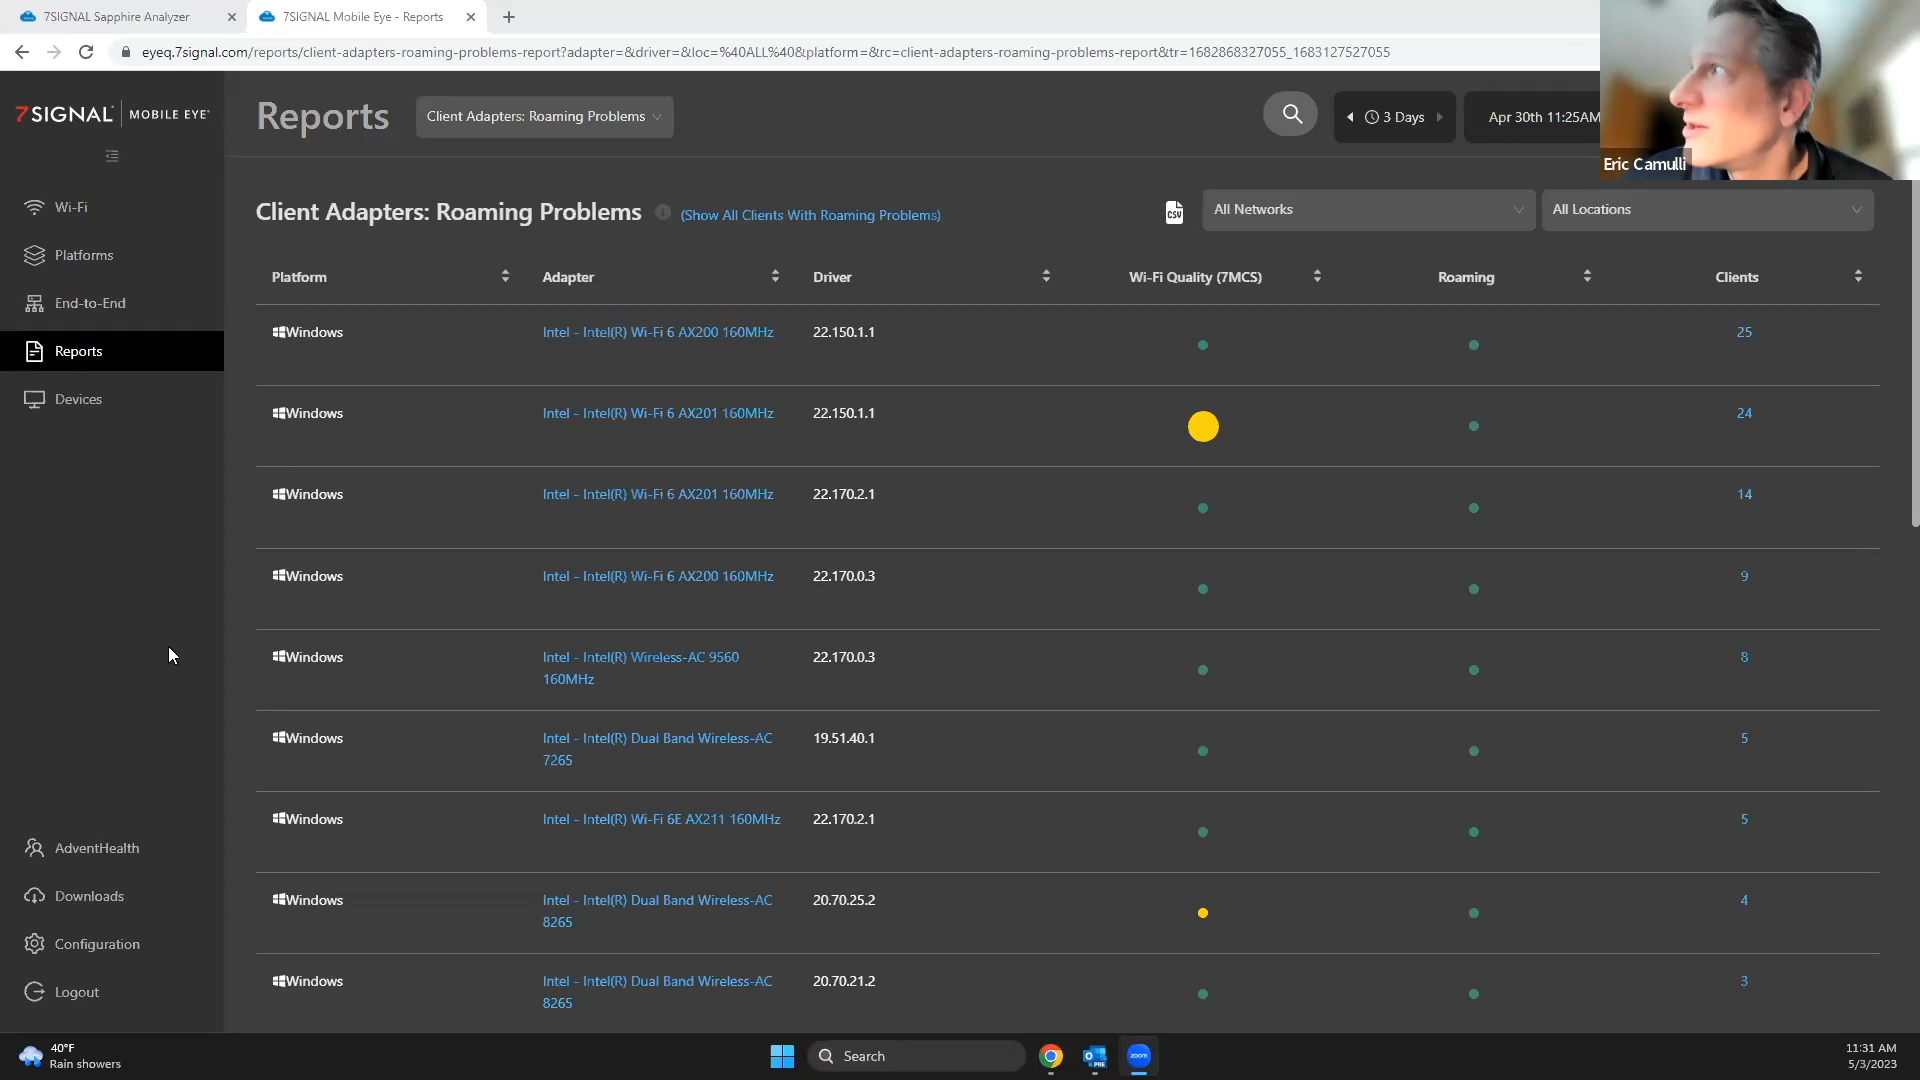 7SIGNAL Sapphire Analyzer
7SIGNAL Mobile Eye - Reports
eyeq.7signal.com/reports/client-adapters-roaming-problems-report?adapter=&driver=&loc=%40ALL%40&platform=&rc=client-adapters-roaming-problems-report&tr=1682868327055_1683127527055
7SIGNAL MOBILE EYE
Reports
Client Adapters: Roaming Problems
3 Days
Apr 30th 11:25AM
Eric Camulli
Wi-Fi
Platforms
End-to-End
Reports
Devices
AdventHealth
Downloads
Configuration
Logout
Client Adapters: Roaming Problems (Show All Clients With Roaming Problems)
CSV
All Networks
All Locations
Platform Adapter Driver Wi-Fi Quality (7MCS) Roaming Clients
Windows Intel - Intel(R) Wi-Fi 6 AX200 160MHz 22.150.1.1 25
Windows Intel - Intel(R) Wi-Fi 6 AX201 160MHz 22.150.1.1 24
Windows Intel - Intel(R) Wi-Fi 6 AX201 160MHz 22.170.2.1 14
Windows Intel - Intel(R) Wi-Fi 6 AX200 160MHz 22.170.0.3 9
Windows Intel - Intel(R) Wireless-AC 9560 22.170.0.3 8
160MHz
Windows Intel - Intel(R) Dual Band Wireless-AC 19.51.40.1 5
7265
Windows Intel - Intel(R) Wi-Fi 6E AX211 160MHz 22.170.2.1 5
Windows Intel - Intel(R) Dual Band Wireless-AC 20.70.25.2 4
8265
Windows Intel - Intel(R) Dual Band Wireless-AC 20.70.21.2 3
8265
40°F
Rain showers
Search
PRE
zoom
11:31 AM
5/3/2023